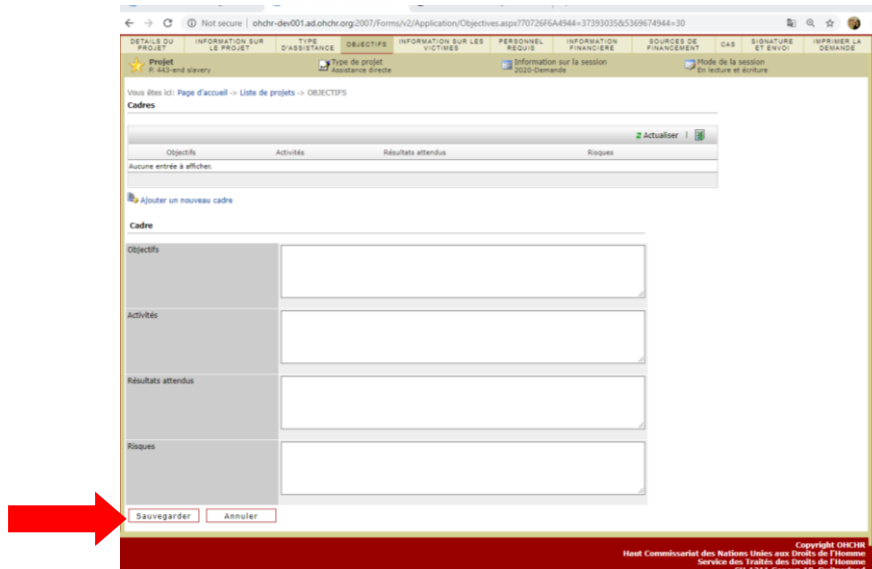 Not secure | ohchr-dev001.ad.ohchr.org:2007/Forms/v2/Application/Objectives.aspx?70726F6A4944=37393035&5369674944=30
DETAILS DU PROJET
INFORMATION SUR LE PROJET
TYPE D'ASSISTANCE
OBJECTIFS
INFORMATION SUR LES VICTIMES
PERSONNEL REQUIS
INFORMATION FINANCIERE
SOURCES DE FINANCEMENT
CAS
SIGNATURE ET ENVOI
IMPRIMER LA DEMANDE
Projet
P. 443-end slavery
Type de projet
Assistance directe
Information sur la session
2020-Demande
Mode de la session
En lecture et écriture
Vous êtes ici: Page d'accueil -> Liste de projets -> OBJECTIFS
Cadres
Actualiser |
Objectifs Activités Résultats attendus Risques
Aucune entrée à afficher.
Ajouter un nouveau cadre
Cadre
Objectifs
Activités
Résultats attendus
Risques
Sauvegarder Annuler
Copyright OHCHR
Haut Commissariat des Nations Unies aux Droits de l'Homme
Service des Traités des Droits de l'Homme